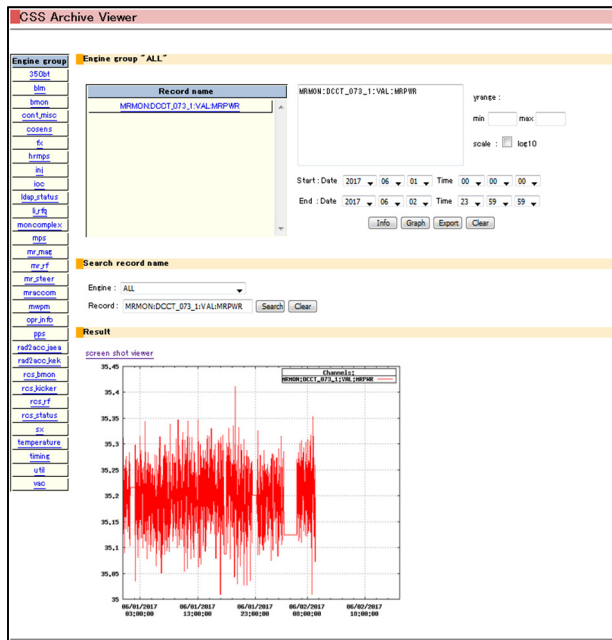 CSS Archive Viewer
Engine group
350bt
blm
bmon
cont_misc
cosens
fx
hrmps
inj
ioc
ldap_status
li_rfq
moncomplex
mps
mr_mag
mr_rf
mr_steer
mraccom
mwpm
opr_info
pps
rad2acc_jaea
rad2acc_kek
rcs_bmon
rcs_kicker
rcs_rf
rcs_status
sx
temperature
timing
util
vac
Engine group "ALL"
Record name
MRMON:DCCT_073_1:VAL:MRPWR
MRMON:DCCT_073_1:VAL:MRPWR
yrange :
min max
scale : log10
Start : Date 2017 06 01 Time 00 00 00
End : Date 2017 06 02 Time 23 59 59
Info Graph Export Clear
Search record name
Engine : ALL
Record : MRMON:DCCT_073_1:VAL:MRPWR Search Clear
Result
screen shot viewer
Channels:
MRMON:DCCT_073_1:VAL:MRPWR
35.45
35.4
35.35
35.3
35.25
35.2
35.15
35.1
35.05
35
06/01/2017 06/01/2017 06/01/2017 06/02/2017 06/02/2017
03:00:00 13:00:00 23:00:00 08:00:00 18:00:00